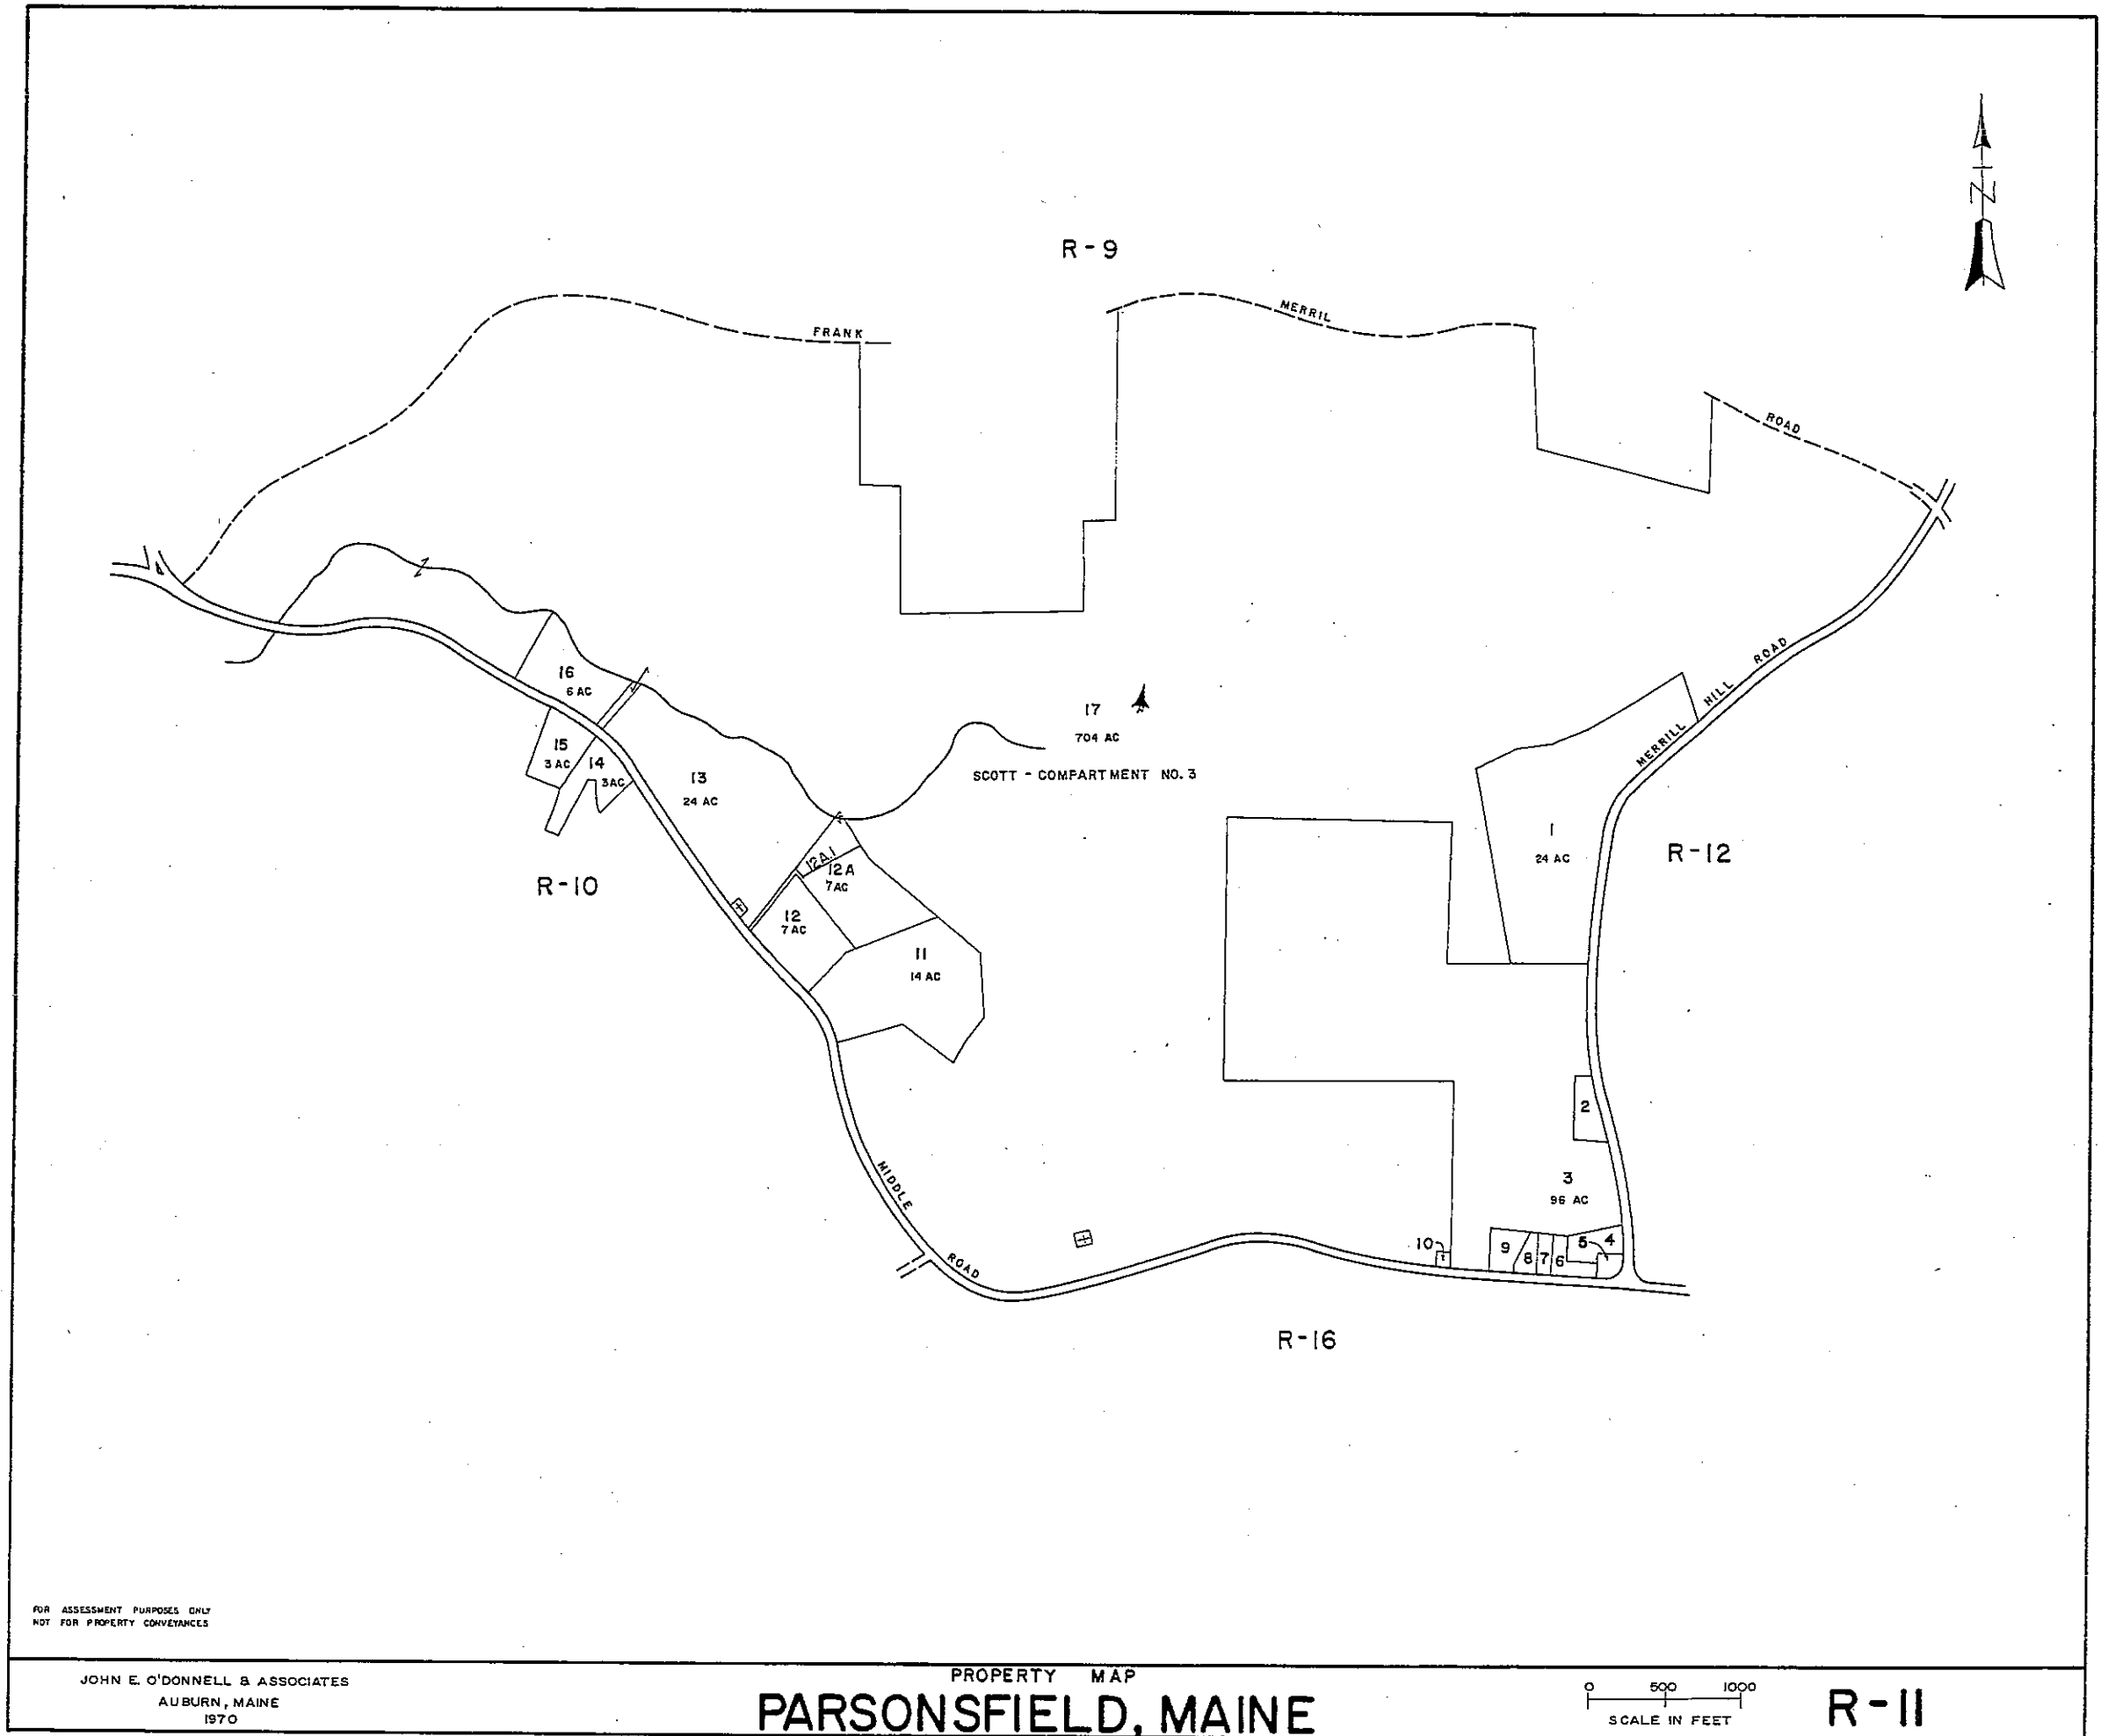 N
R-9
FRANK
MERRIL
ROAD
16
6 AC
15
3 AC
14
3 AC
13
24 AC
17
704 AC
SCOTT - COMPARTMENT NO. 3
MERRILL HILL ROAD
1
24 AC
R-12
R-10
12A.1
12A
7 AC
12
7 AC
11
14 AC
2
3
96 AC
MIDDLE
ROAD
10
9
8
7
6
5
4
R-16
FOR ASSESSMENT PURPOSES ONLY
NOT FOR PROPERTY CONVEYANCES
JOHN E. O'DONNELL & ASSOCIATES
AUBURN, MAINE
1970
PROPERTY MAP
PARSONSFIELD, MAINE
0 500 1000
SCALE IN FEET
R-11